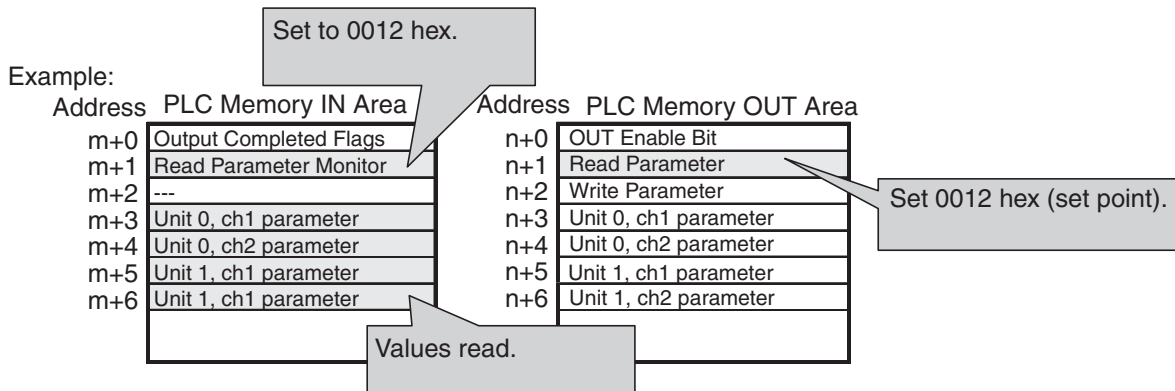 Set to 0012 hex.
Example:
Address PLC Memory IN Area Address PLC Memory OUT Area
m+0 Output Completed Flags n+0 OUT Enable Bit
m+1 Read Parameter Monitor n+1 Read Parameter
m+2 --- n+2 Write Parameter
Set 0012 hex (set point).
m+3 Unit 0, ch1 parameter n+3 Unit 0, ch1 parameter
m+4 Unit 0, ch2 parameter n+4 Unit 0, ch2 parameter
m+5 Unit 1, ch1 parameter n+5 Unit 1, ch1 parameter
m+6 Unit 1, ch1 parameter n+6 Unit 1, ch2 parameter
Values read.